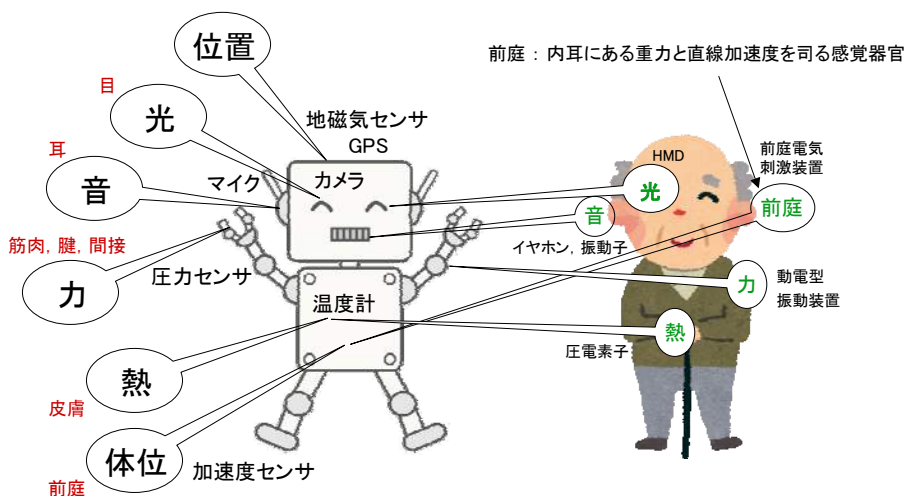 位置
前庭 : 内耳にある重力と直線加速度を司る感覚器官
目
光
地磁気センサ
GPS
耳
音
マイク
カメラ
HMD
光
前庭電気
刺激装置
前庭
音
イヤホン, 振動子
筋肉, 腱, 間接
力
圧力センサ
温度計
力
動電型
振動装置
熱
圧電素子
熱
皮膚
体位
加速度センサ
前庭